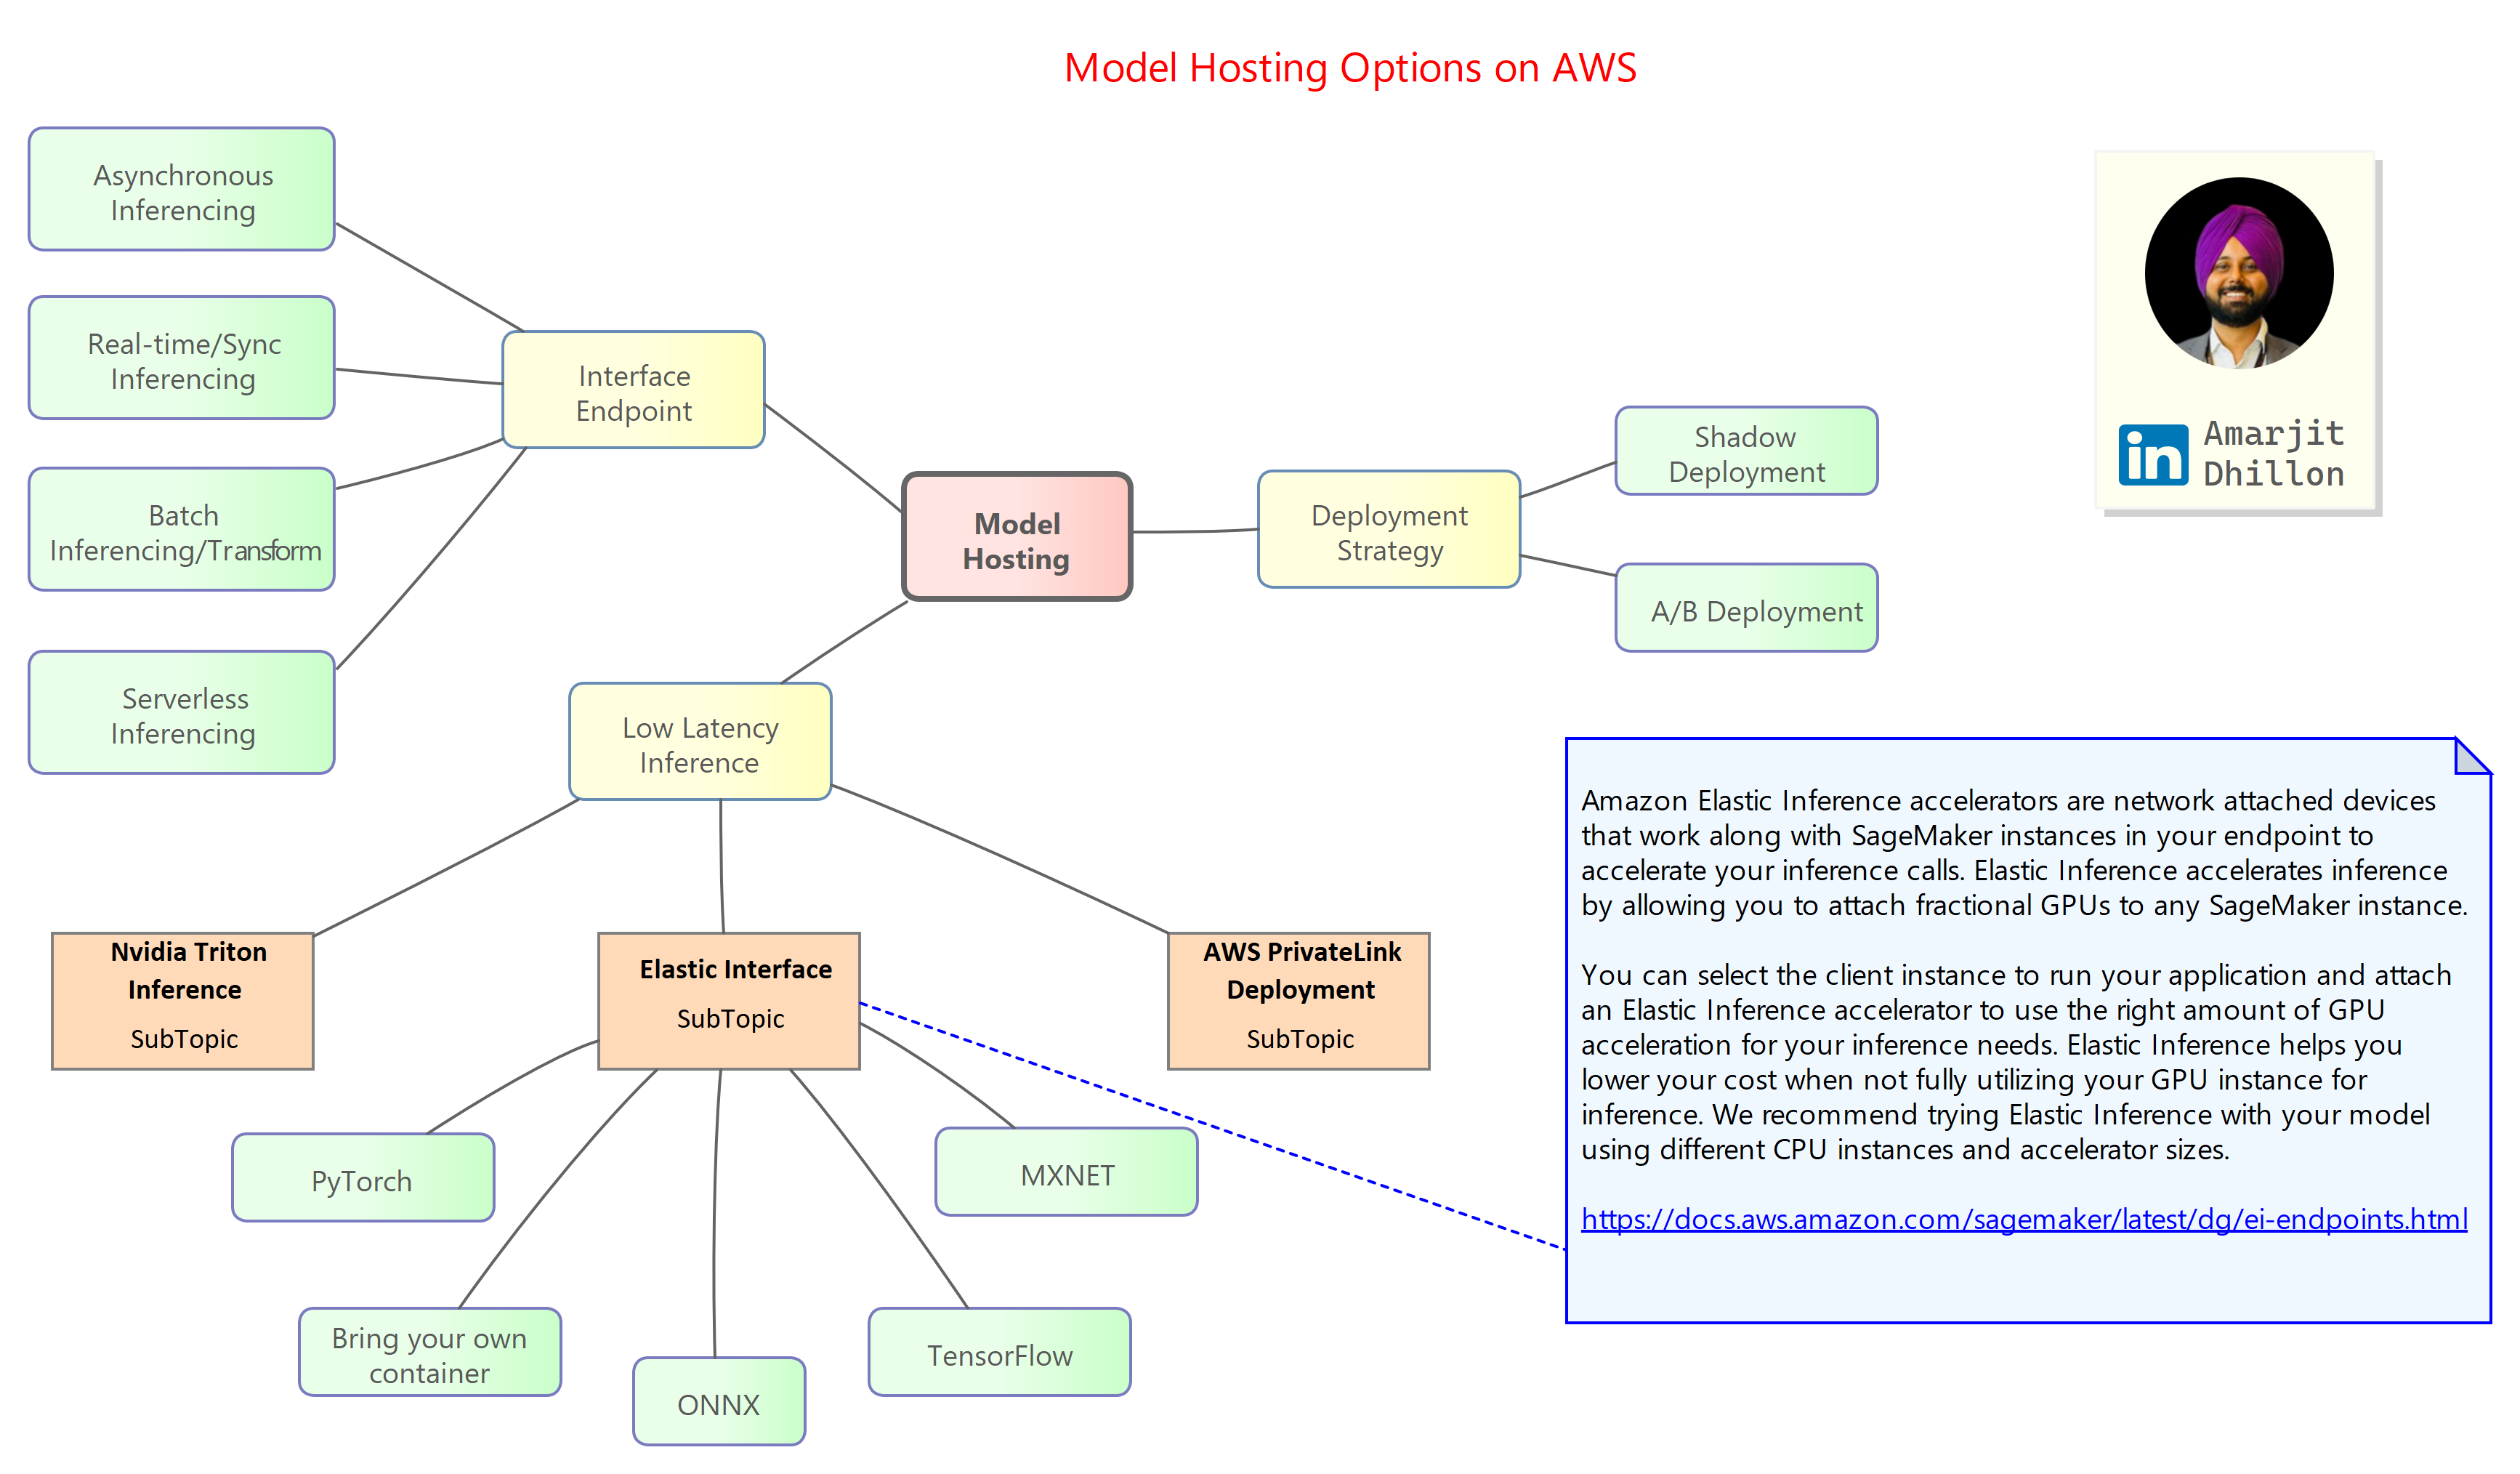 Model Hosting Options on AWS
Asynchronous
Inferencing
Real-time/Sync
Inferencing
Batch
Inferencing/Transform
Serverless
Inferencing
Interface
Endpoint
Model
Hosting
Deployment
Strategy
Shadow
Deployment
A/B Deployment
in
Amarjit
Dhillon
Low Latency
Inference
Nvidia Triton
Inference
SubTopic
Elastic Interface
SubTopic
AWS PrivateLink
Deployment
SubTopic
PyTorch
Bring your own
container
ONNX
TensorFlow
MXNET
Amazon Elastic Inference accelerators are network attached devices
that work along with SageMaker instances in your endpoint to
accelerate your inference calls. Elastic Inference accelerates inference
by allowing you to attach fractional GPUs to any SageMaker instance.
You can select the client instance to run your application and attach
an Elastic Inference accelerator to use the right amount of GPU
acceleration for your inference needs. Elastic Inference helps you
lower your cost when not fully utilizing your GPU instance for
inference. We recommend trying Elastic Inference with your model
using different CPU instances and accelerator sizes.
https://docs.aws.amazon.com/sagemaker/latest/dg/ei-endpoints.html